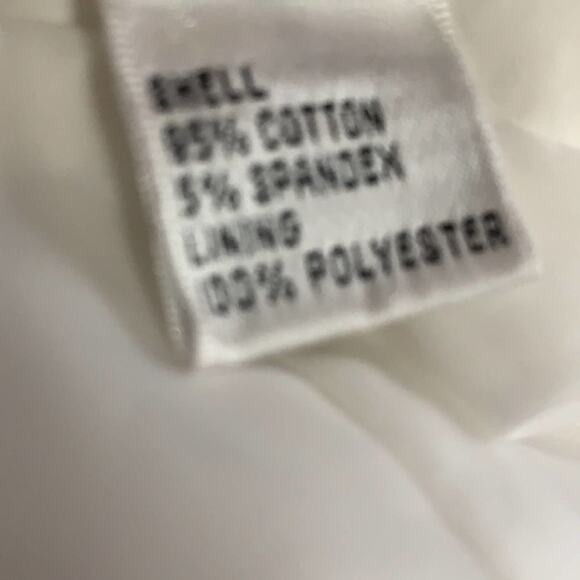 SHELL
95% COTTON
5% SPANDEX
LINING
100% POLYESTER